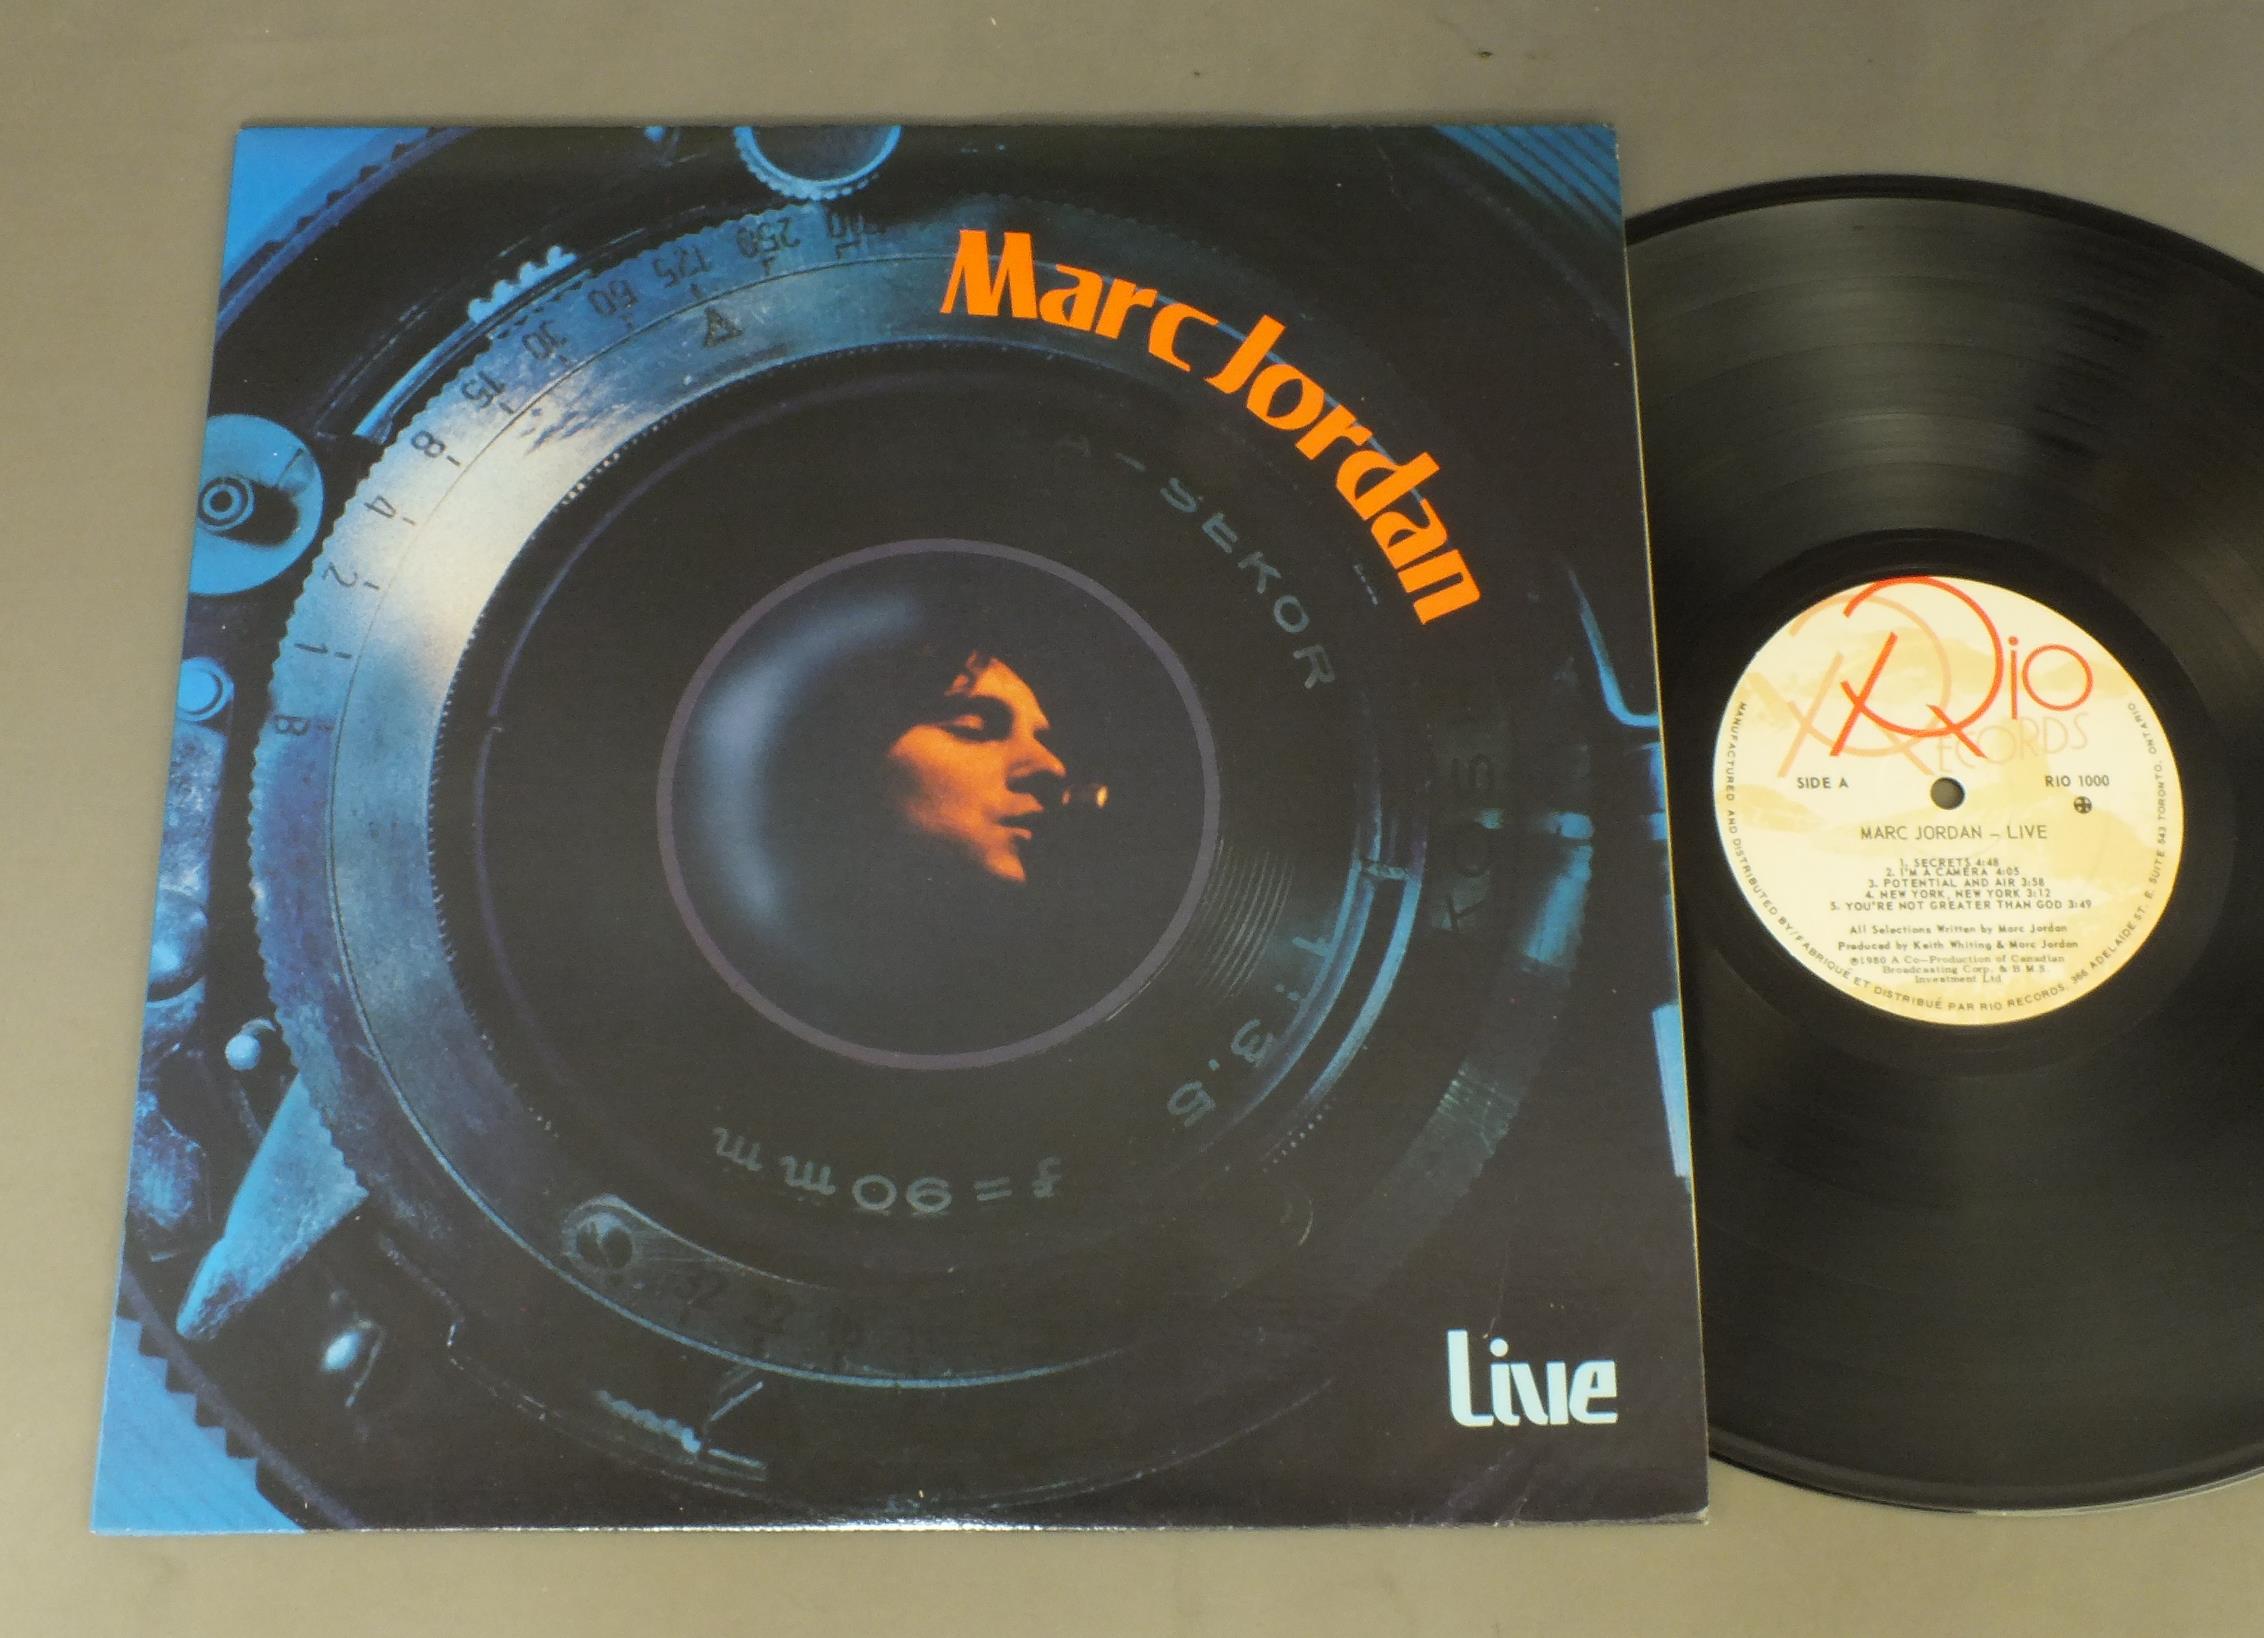 Marc Jordan
250
125
60
30
15
8
4
2
1
B
SEKOR
3.5
f=90mm
32
22
Live
Rio
RECORDS
SIDE A
RIO 1000
MARC JORDAN – LIVE
1. SECRETS 4:48
2. I'M A CAMERA 4:05
3. POTENTIAL AND AIR 3:58
4. NEW YORK, NEW YORK 3:12
5. YOU'RE NOT GREATER THAN GOD 3:49
All Selections Written by Marc Jordan
Produced by Keith Whiting & Marc Jordan
℗1980 A Co-Production of Canadian
Broadcasting Corp. & B.M.S.
Investment Ltd
MANUFACTURED AND DISTRIBUTED BY/FABRIQUÉ ET DISTRIBUÉ PAR RIO RECORDS, 366 ADELAIDE ST. E. SUITE 543 TORONTO, ONTARIO